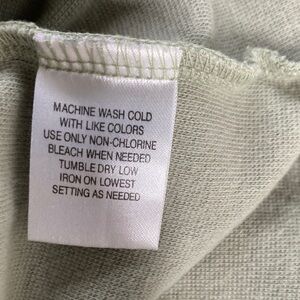 MACHINE WASH COLD
WITH LIKE COLORS
USE ONLY NON-CHLORINE
BLEACH WHEN NEEDED
TUMBLE DRY LOW
IRON ON LOWEST
SETTING AS NEEDED